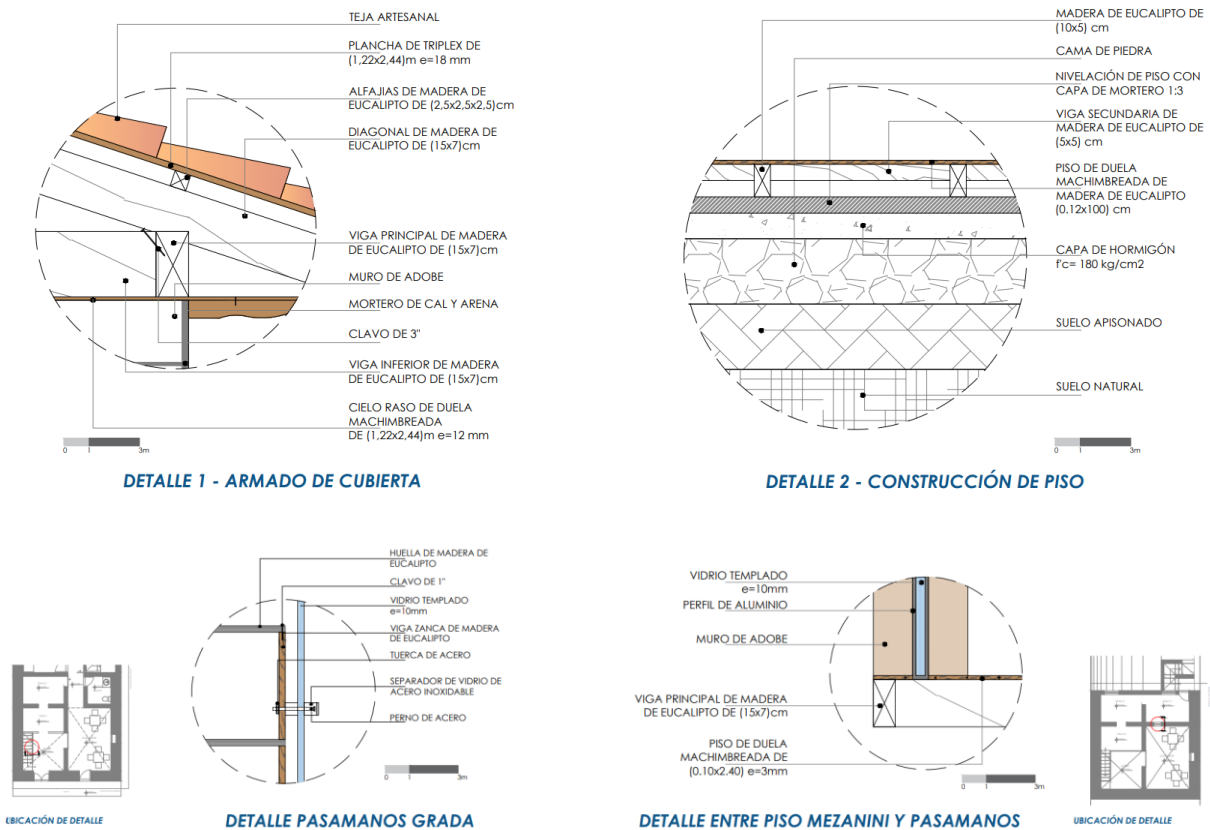 TEJA ARTESANAL
PLANCHA DE TRIPLEX DE
(1,22x2,44)m e=18 mm
ALFAJIAS DE MADERA DE
EUCALIPTO DE (2,5x2,5x2,5)cm
DIAGONAL DE MADERA DE
EUCALIPTO DE (15x7)cm
VIGA PRINCIPAL DE MADERA
DE EUCALIPTO DE (15x7)cm
MURO DE ADOBE
MORTERO DE CAL Y ARENA
CLAVO DE 3"
VIGA INFERIOR DE MADERA
DE EUCALIPTO DE (15x7)cm
CIELO RASO DE DUELA
MACHIMBREADA
DE (1,22x2,44)m e=12 mm
0 1 3m
DETALLE 1 - ARMADO DE CUBIERTA
MADERA DE EUCALIPTO DE
(10x5) cm
CAMA DE PIEDRA
NIVELACIÓN DE PISO CON
CAPA DE MORTERO 1:3
VIGA SECUNDARIA DE
MADERA DE EUCALIPTO DE
(5x5) cm
PISO DE DUELA
MACHIMBREADA DE
MADERA DE EUCALIPTO
(0.12x100) cm
CAPA DE HORMIGÓN
f'c= 180 kg/cm2
SUELO APISONADO
SUELO NATURAL
0 1 3m
DETALLE 2 - CONSTRUCCIÓN DE PISO
HUELLA DE MADERA DE
EUCALIPTO
CLAVO DE 1"
VIDRIO TEMPLADO
e=10mm
VIGA ZANCA DE MADERA
DE EUCALIPTO
TUERCA DE ACERO
SEPARADOR DE VIDRIO DE
ACERO INOXIDABLE
PERNO DE ACERO
0 1 3m
UBICACIÓN DE DETALLE
DETALLE PASAMANOS GRADA
VIDRIO TEMPLADO
e=10mm
PERFIL DE ALUMINIO
MURO DE ADOBE
VIGA PRINCIPAL DE MADERA
DE EUCALIPTO DE (15x7)cm
PISO DE DUELA
MACHIMBREADA DE
(0.10x2.40) e=3mm
0 1 3m
DETALLE ENTRE PISO MEZANINI Y PASAMANOS
UBICACIÓN DE DETALLE